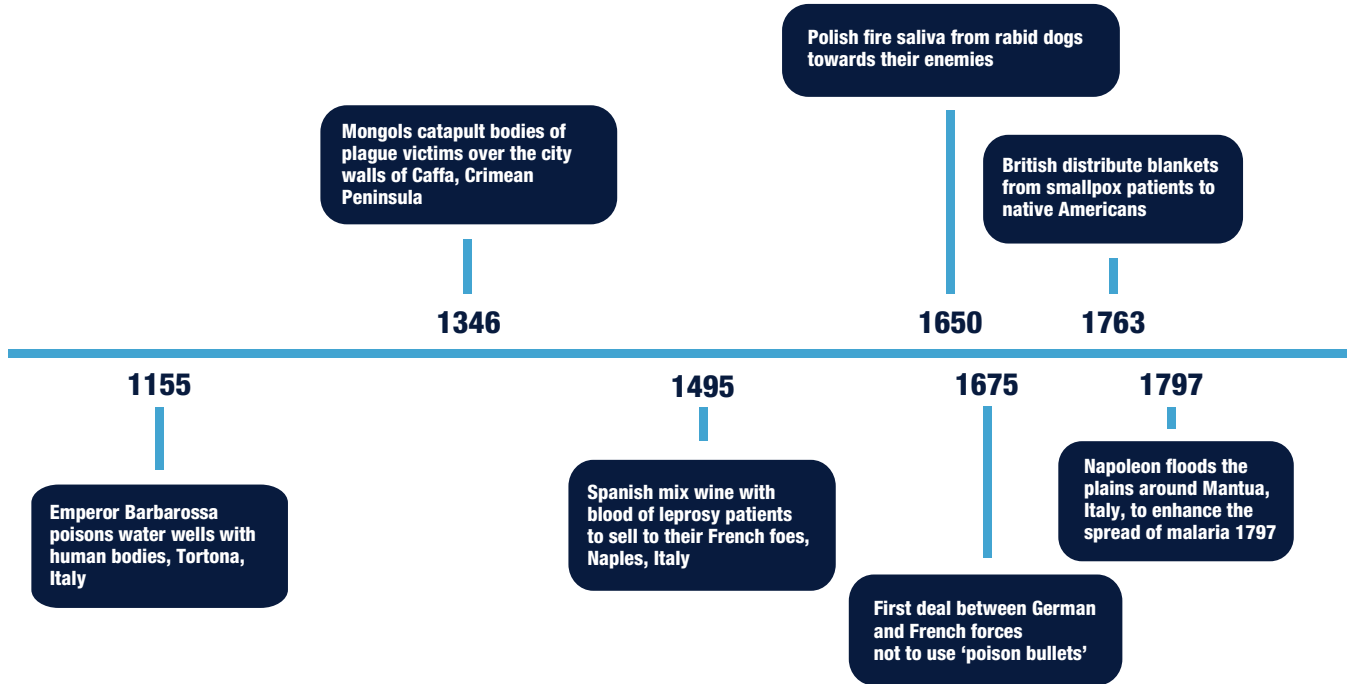 Polish fire saliva from rabid dogs
towards their enemies
Mongols catapult bodies of
plague victims over the city
walls of Caffa, Crimean
Peninsula
British distribute blankets
from smallpox patients to
native Americans
1346
1650
1763
1155
1495
1675
1797
Emperor Barbarossa
poisons water wells with
human bodies, Tortona,
Italy
Spanish mix wine with
blood of leprosy patients
to sell to their French foes,
Naples, Italy
Napoleon floods the
plains around Mantua,
Italy, to enhance the
spread of malaria 1797
First deal between German
and French forces
not to use ‘poison bullets’